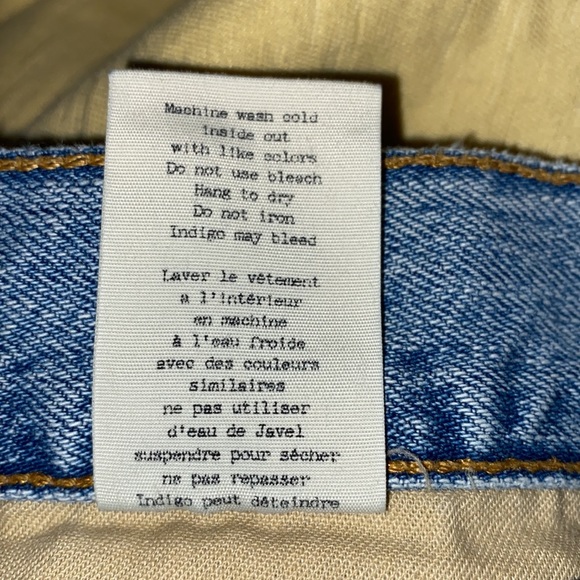 Machine wash cold
inside out
with like colors
Do not use bleach
Hang to dry
Do not iron
Indigo may bleed
Laver le vêtement
a l'intérieur
en machine
à l'eau froide
avec des couleurs
similaires
ne pas utiliser
d'eau de Javel
suspendre pour sécher
ne pas repasser
Indigo peut déteindre